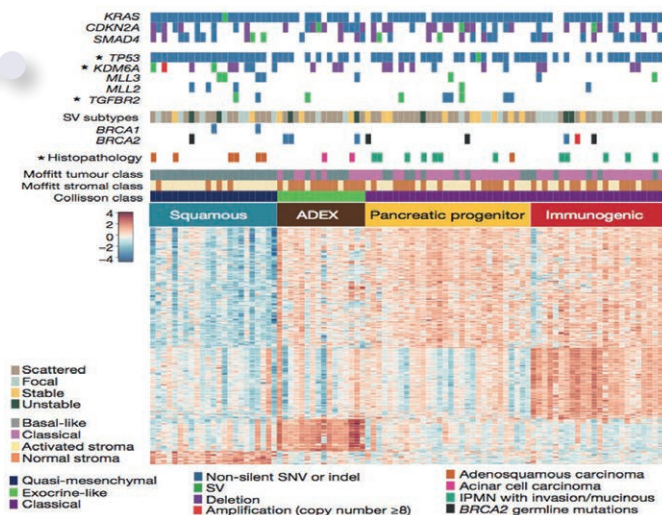 KRAS
CDKN2A
SMAD4
★ TP53
★ KDM6A
MLL3
MLL2
★ TGFBR2
SV subtypes
BRCA1
BRCA2
★ Histopathology
Moffitt tumour class
Moffitt stromal class
Collisson class
Squamous ADEX Pancreatic progenitor Immunogenic
4
2
0
−2
−4
Scattered
Focal
Stable
Unstable
Basal-like
Classical
Activated stroma
Normal stroma
Quasi-mesenchymal
Exocrine-like
Classical
Non-silent SNV or indel
SV
Deletion
Amplification (copy number ≥8)
Adenosquamous carcinoma
Acinar cell carcinoma
IPMN with invasion/mucinous
BRCA2 germline mutations